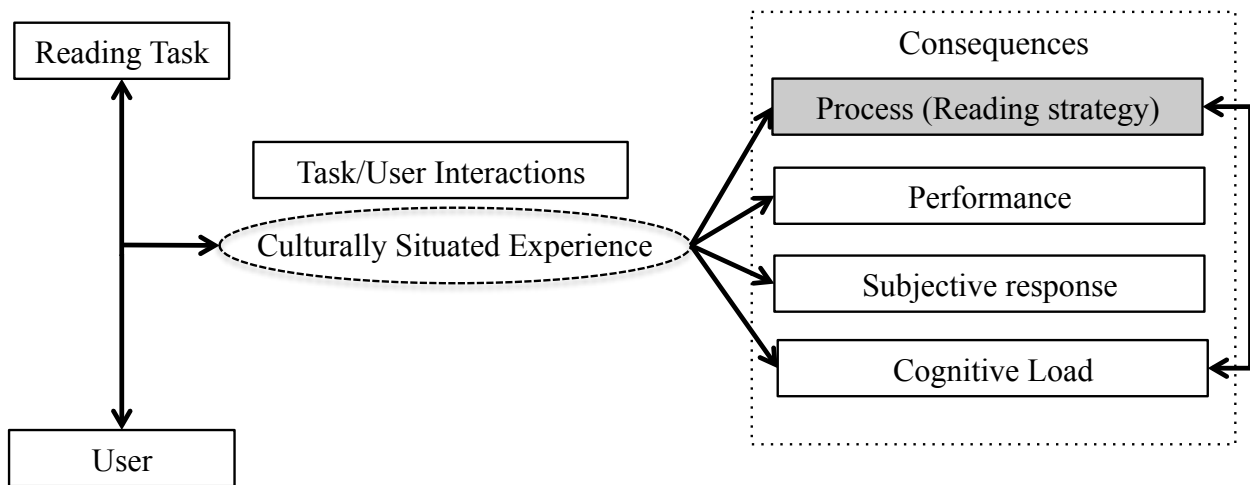 Reading Task
Consequences
Process (Reading strategy)
Task/User Interactions
Performance
Culturally Situated Experience
Subjective response
Cognitive Load
User